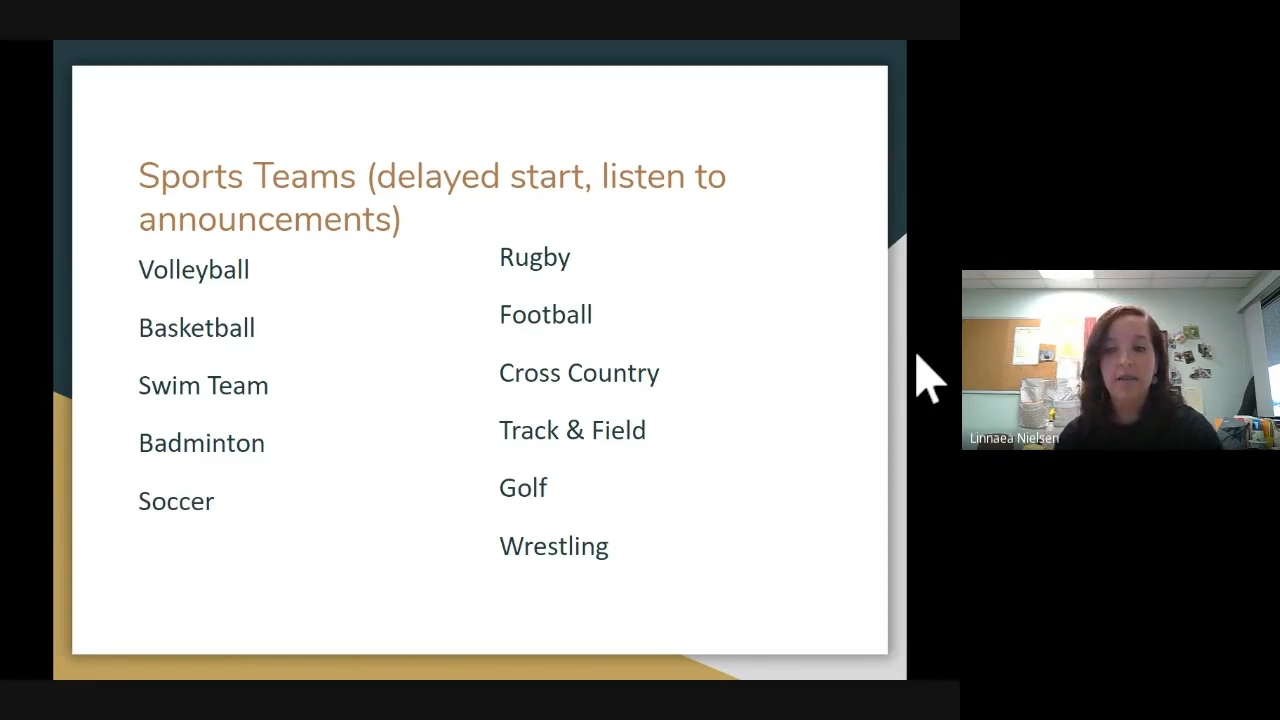 Sports Teams (delayed start, listen to
announcements)
Volleyball
Basketball
Swim Team
Badminton
Soccer
Rugby
Football
Cross Country
Track & Field
Golf
Wrestling
Linnaea Nielsen